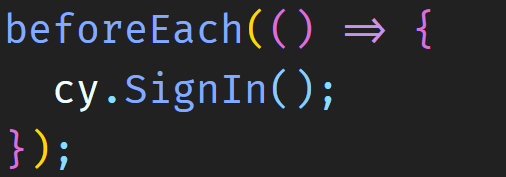 beforeEach(() => {
  cy.SignIn();
});